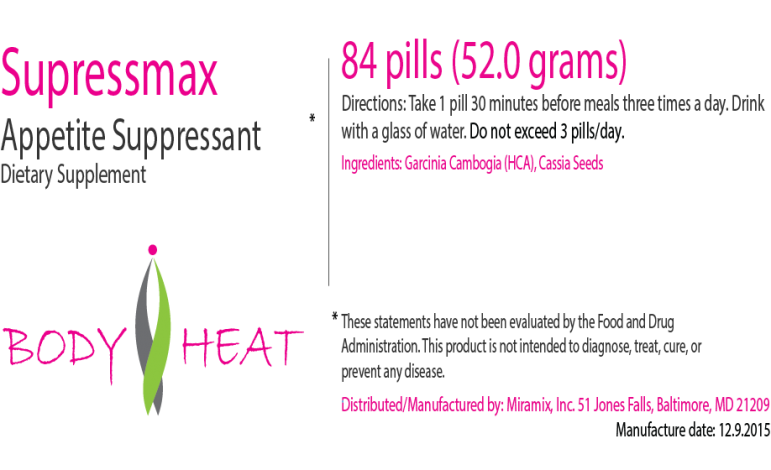 Supressmax
Appetite Suppressant *
Dietary Supplement
BODY HEAT
84 pills (52.0 grams)
Directions: Take 1 pill 30 minutes before meals three times a day. Drink
with a glass of water. Do not exceed 3 pills/day.
Ingredients: Garcinia Cambogia (HCA), Cassia Seeds
* These statements have not been evaluated by the Food and Drug
Administration. This product is not intended to diagnose, treat, cure, or
prevent any disease.
Distributed/Manufactured by: Miramix, Inc. 51 Jones Falls, Baltimore, MD 21209
Manufacture date: 12.9.2015